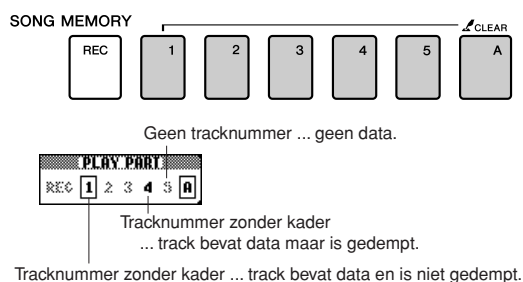 SONG MEMORY
CLEAR
REC 1 2 3 4 5 A
Geen tracknummer ... geen data.
PLAY PART
REC 1 2 3 4 5 A
Tracknummer zonder kader
... track bevat data maar is gedempt.
Tracknummer zonder kader ... track bevat data en is niet gedempt.